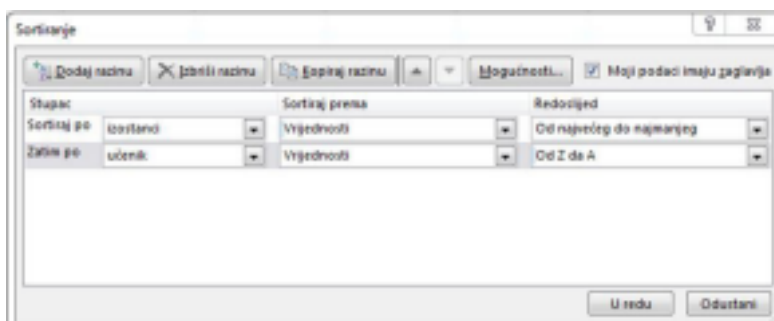 Sortiranje
Dodaj razinu Izbriši razinu Kopiraj razinu Mogućnosti... Moji podaci imaju zaglavlja
Stupac Sortiraj prema Redoslijed
Sortiraj po izostanci Vrijednosti Od najvećeg do najmanjeg
Zatim po učenik Vrijednosti Od Z da A
U redu Odustani